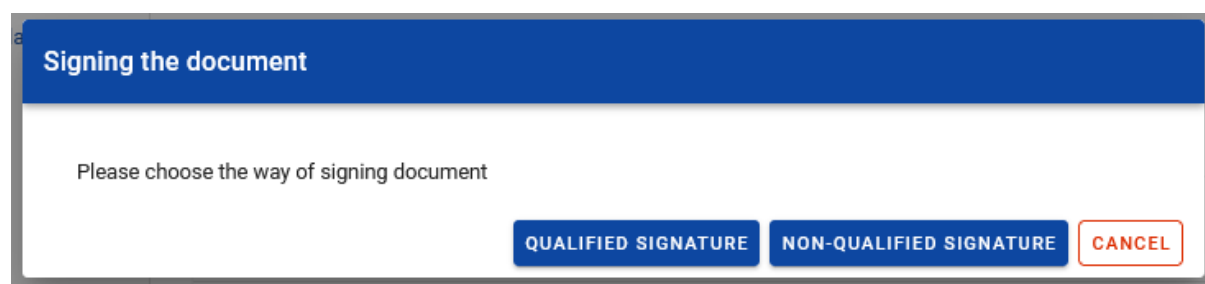 a
Signing the document
Please choose the way of signing document
QUALIFIED SIGNATURE NON-QUALIFIED SIGNATURE CANCEL